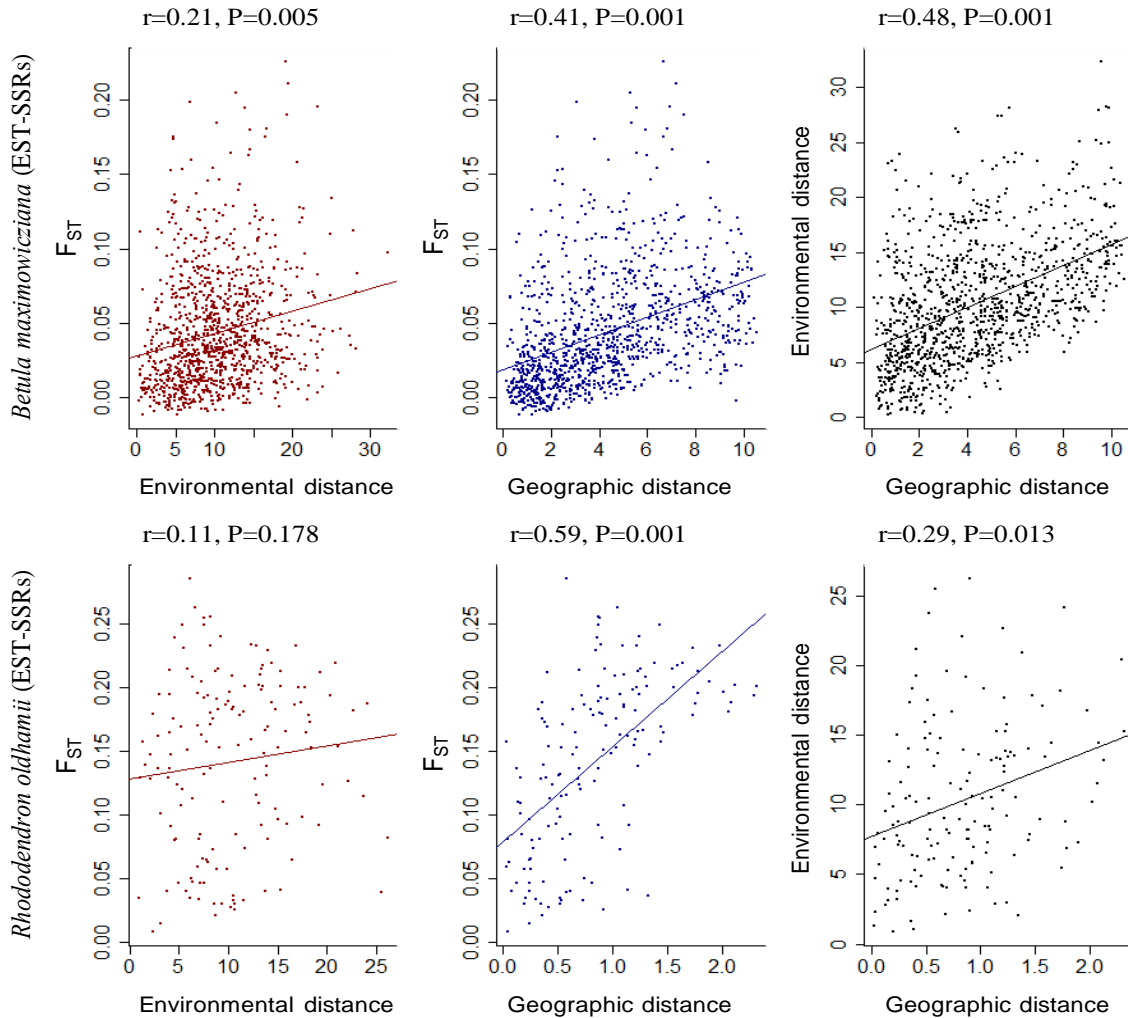 r=0.21, P=0.005
r=0.41, P=0.001
r=0.48, P=0.001
Betula maximowicziana (EST-SSRs)
FST
0.00 0.05 0.10 0.15 0.20
0 5 10 20 30
Environmental distance
FST
0.00 0.05 0.10 0.15 0.20
0 2 4 6 8 10
Geographic distance
Environmental distance
0 5 10 15 20 25 30
0 2 4 6 8 10
Geographic distance
r=0.11, P=0.178
r=0.59, P=0.001
r=0.29, P=0.013
Rhododendron oldhamii (EST-SSRs)
FST
0.00 0.05 0.10 0.15 0.20 0.25
0 5 10 15 20 25
Environmental distance
FST
0.00 0.05 0.10 0.15 0.20 0.25
0.0 0.5 1.0 1.5 2.0
Geographic distance
Environmental distance
0 5 10 15 20 25
0.0 0.5 1.0 1.5 2.0
Geographic distance